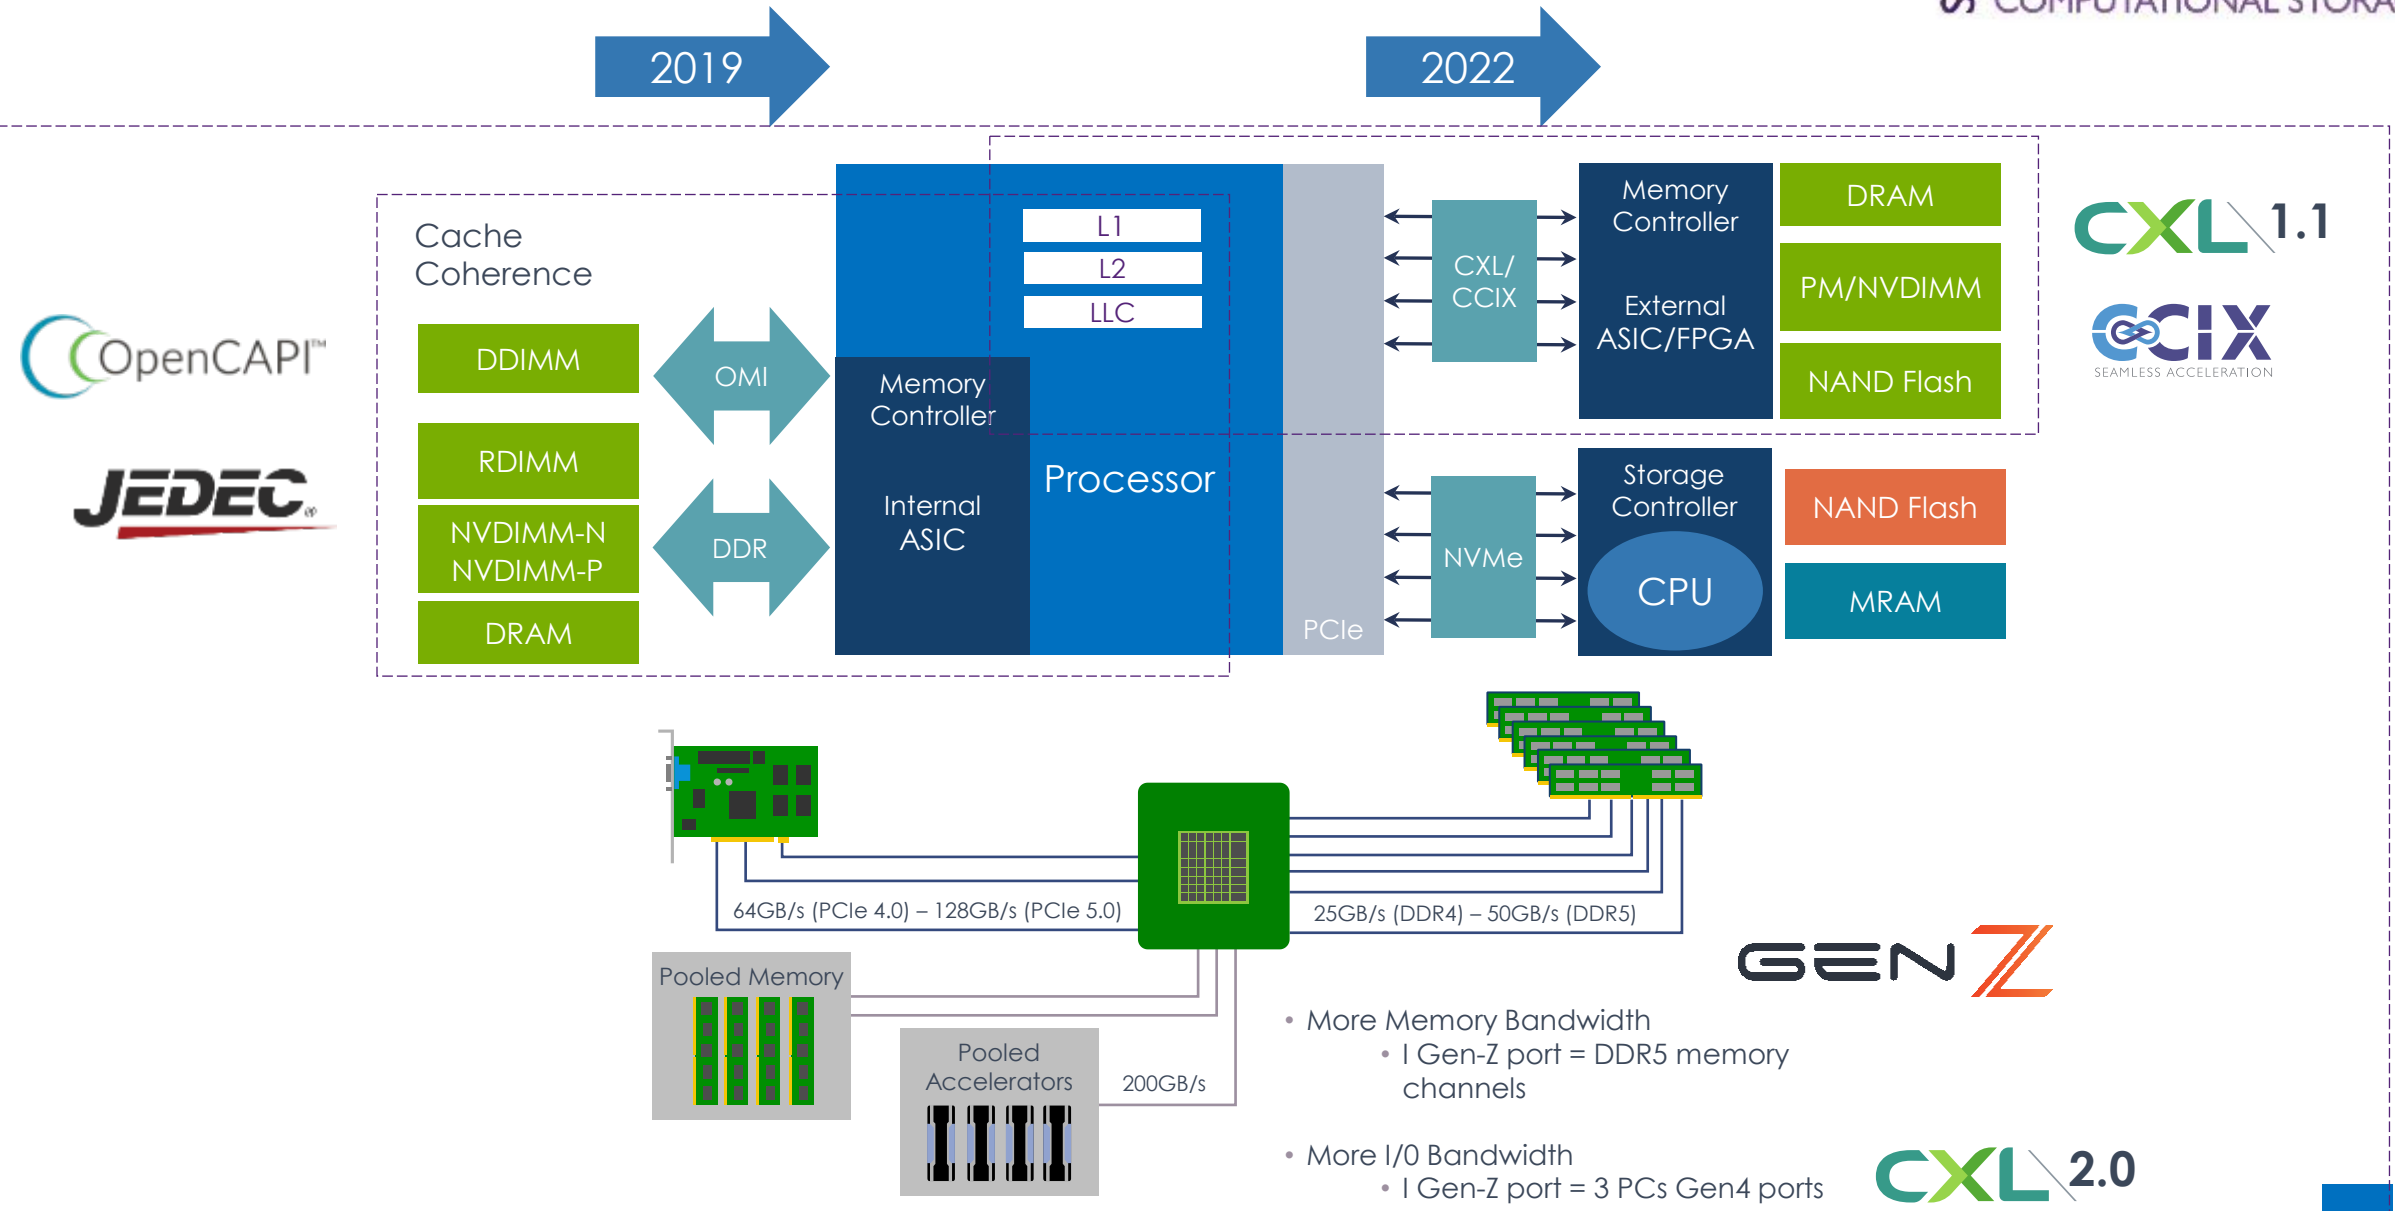 COMPUTATIONAL STORA
2019
2022
Cache
Coherence
OpenCAPI™
JEDEC®
DDIMM
RDIMM
NVDIMM-N
NVDIMM-P
DRAM
OMI
DDR
L1
L2
LLC
Memory
Controller
Internal
ASIC
Processor
PCIe
CXL/
CCIX
NVMe
Memory
Controller
External
ASIC/FPGA
DRAM
PM/NVDIMM
NAND Flash
Storage
Controller
CPU
NAND Flash
MRAM
CXL 1.1
CCIX
SEAMLESS ACCELERATION
64GB/s (PCIe 4.0) – 128GB/s (PCIe 5.0)
25GB/s (DDR4) – 50GB/s (DDR5)
Pooled Memory
Pooled
Accelerators
200GB/s
GEN Z
• More Memory Bandwidth
• I Gen-Z port = DDR5 memory
channels
• More I/0 Bandwidth
• I Gen-Z port = 3 PCs Gen4 ports
CXL 2.0